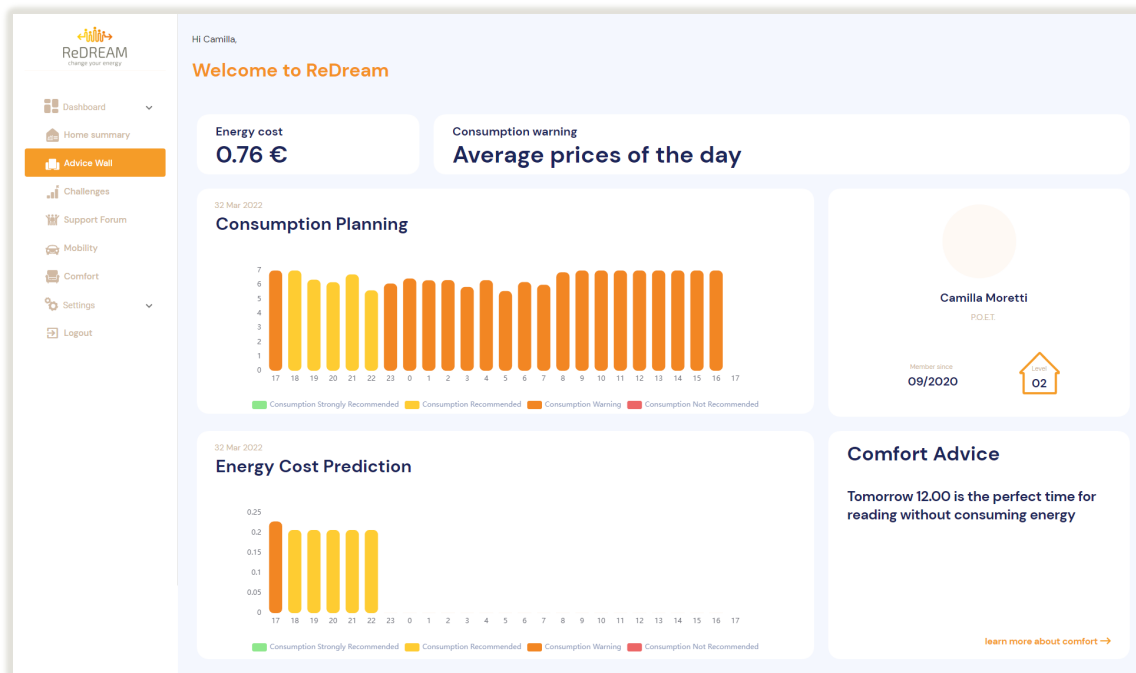 ReDREAM
change your energy
Dashboard
Home summary
Advice Wall
Challenges
Support Forum
Mobility
Comfort
Settings
Logout
Hi Camilla,
Welcome to ReDream
Energy cost
0.76 €
Consumption warning
Average prices of the day
32 Mar 2022
Consumption Planning
7
6
5
4
3
2
1
0
17 18 19 20 21 22 23 0 1 2 3 4 5 6 7 8 9 10 11 12 13 14 15 16 17
Consumption Strongly Recommended Consumption Recommended Consumption Warning Consumption Not Recommended
Camilla Moretti
P.O.E.T.
Member since
09/2020
Level
02
32 Mar 2022
Energy Cost Prediction
0.25
0.2
0.15
0.1
0.05
0
17 18 19 20 21 22 23 0 1 2 3 4 5 6 7 8 9 10 11 12 13 14 15 16 17
Consumption Strongly Recommended Consumption Recommended Consumption Warning Consumption Not Recommended
Comfort Advice
Tomorrow 12.00 is the perfect time for
reading without consuming energy
learn more about comfort →